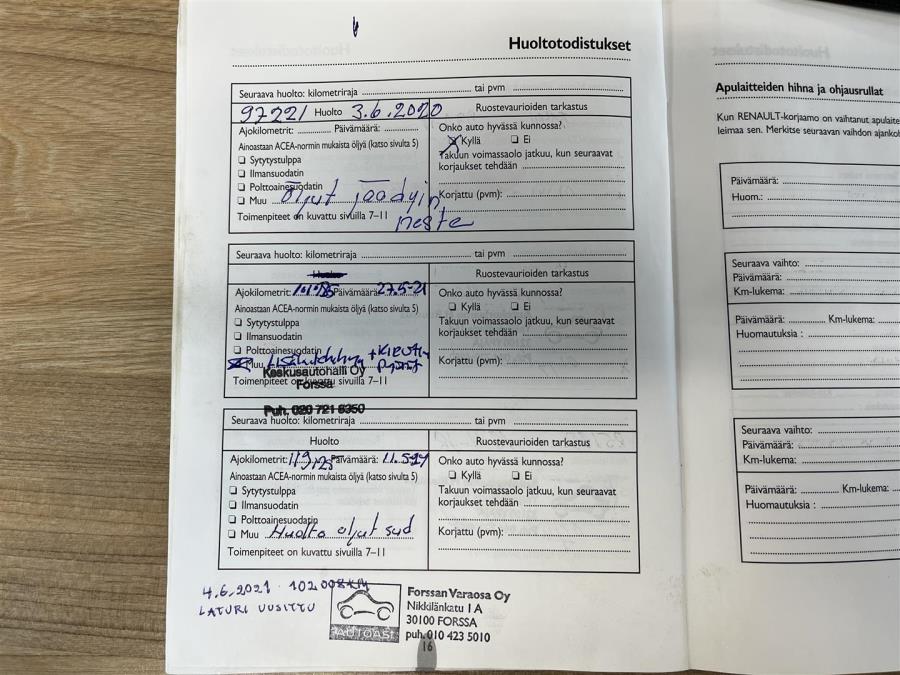 Huoltotodistukset
Seuraava huolto: kilometriraja ........ tai pvm ........
97221 Huolto 3.6.2020
Ruostevaurioiden tarkastus
Ajokilometrit: ........ Päivämäärä: ........
Ainoastaan ACEA-normin mukaista öljyä (katso sivulta 5)
❑ Sytytystulppa
❑ Ilmansuodatin
❑ Polttoainesuodatin
❑ Muu Öljyt jäädyin
neste
Toimenpiteet on kuvattu sivuilla 7–11
Onko auto hyvässä kunnossa?
☒ Kyllä ❑ Ei
Takuun voimassaolo jatkuu, kun seuraavat
korjaukset tehdään ........
Korjattu (pvm): ........
Seuraava huolto: kilometriraja ........ tai pvm ........
Huolto
Ruostevaurioiden tarkastus
Ajokilometrit: Päivämäärä: 27.5-21
Ainoastaan ACEA-normin mukaista öljyä (katso sivulta 5)
❑ Sytytystulppa
❑ Ilmansuodatin
❑ Polttoainesuodatin
☒ Muu
Keskusautohalli Oy
Toimenpiteet on kuvattu sivuilla 7–11
Forssa
Puh. 020 721 8350
Onko auto hyvässä kunnossa?
❑ Kyllä ❑ Ei
Takuun voimassaolo jatkuu, kun seuraavat
korjaukset tehdään ........
Korjattu (pvm): ........
Seuraava huolto: kilometriraja ........ tai pvm ........
Huolto
Ruostevaurioiden tarkastus
Ajokilometrit: Päivämäärä:
Ainoastaan ACEA-normin mukaista öljyä (katso sivulta 5)
❑ Sytytystulppa
❑ Ilmansuodatin
❑ Polttoainesuodatin
❑ Muu Huolto öljyt sud
Toimenpiteet on kuvattu sivuilla 7–11
Onko auto hyvässä kunnossa?
❑ Kyllä ❑ Ei
Takuun voimassaolo jatkuu, kun seuraavat
korjaukset tehdään ........
Korjattu (pvm): ........
4.6.2021 102008KM
LATURI UUSITTU
AUTOASI
Forssan Varaosa Oy
Nikkilänkatu 1 A
30100 FORSSA
puh. 010 423 5010
16
Apulaitteiden hihna ja ohjausrullat
Kun RENAULT-korjaamo on vaihtanut apulaite
leimaa sen. Merkitse seuraavan vaihdon ajankoh
Päivämäärä: ........
Huom.: ........
Seuraava vaihto: ........
Päivämäärä: ........
Km-lukema: ........
Päivämäärä: ........ Km-lukema: ........
Huomautuksia : ........
Seuraava vaihto: ........
Päivämäärä: ........
Km-lukema: ........
Päivämäärä: ........ Km-lukema: ........
Huomautuksia : ........